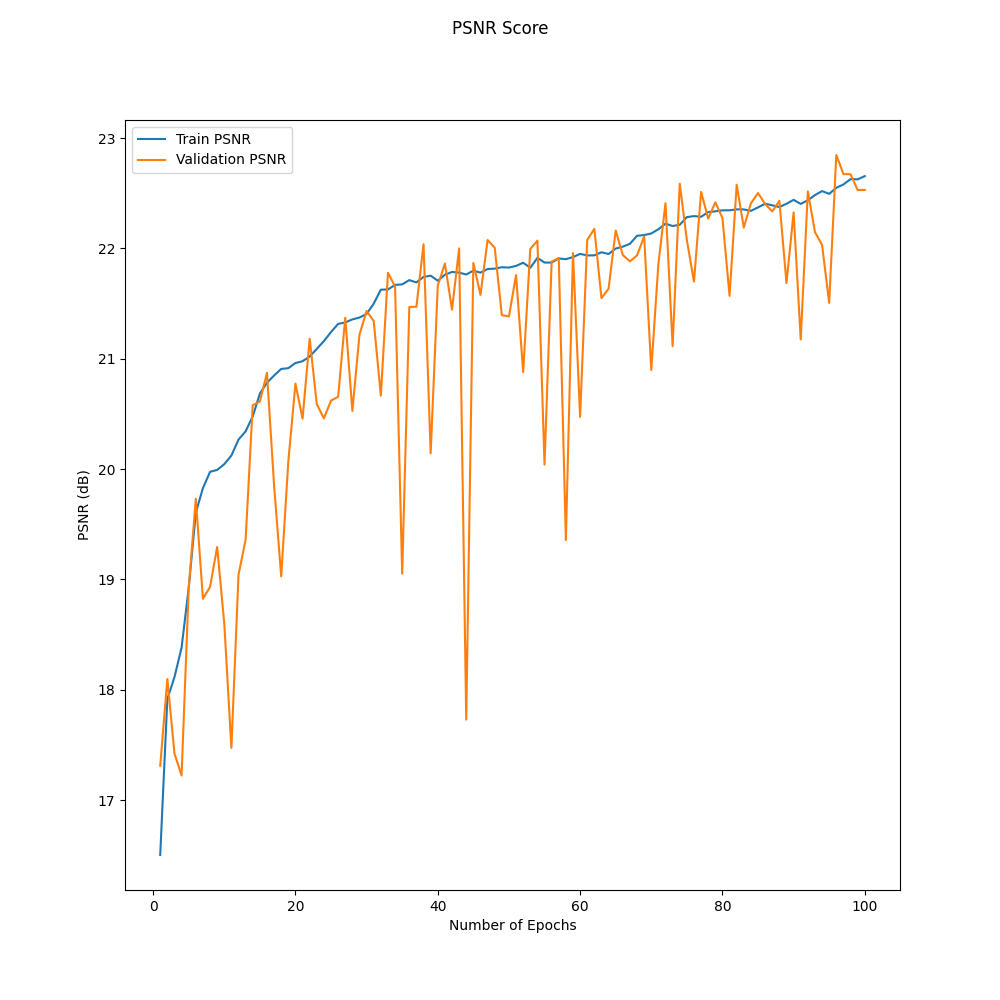 PSNR Score
Train PSNR
Validation PSNR
23
22
21
20
19
18
17
PSNR (dB)
0 20 40 60 80 100
Number of Epochs